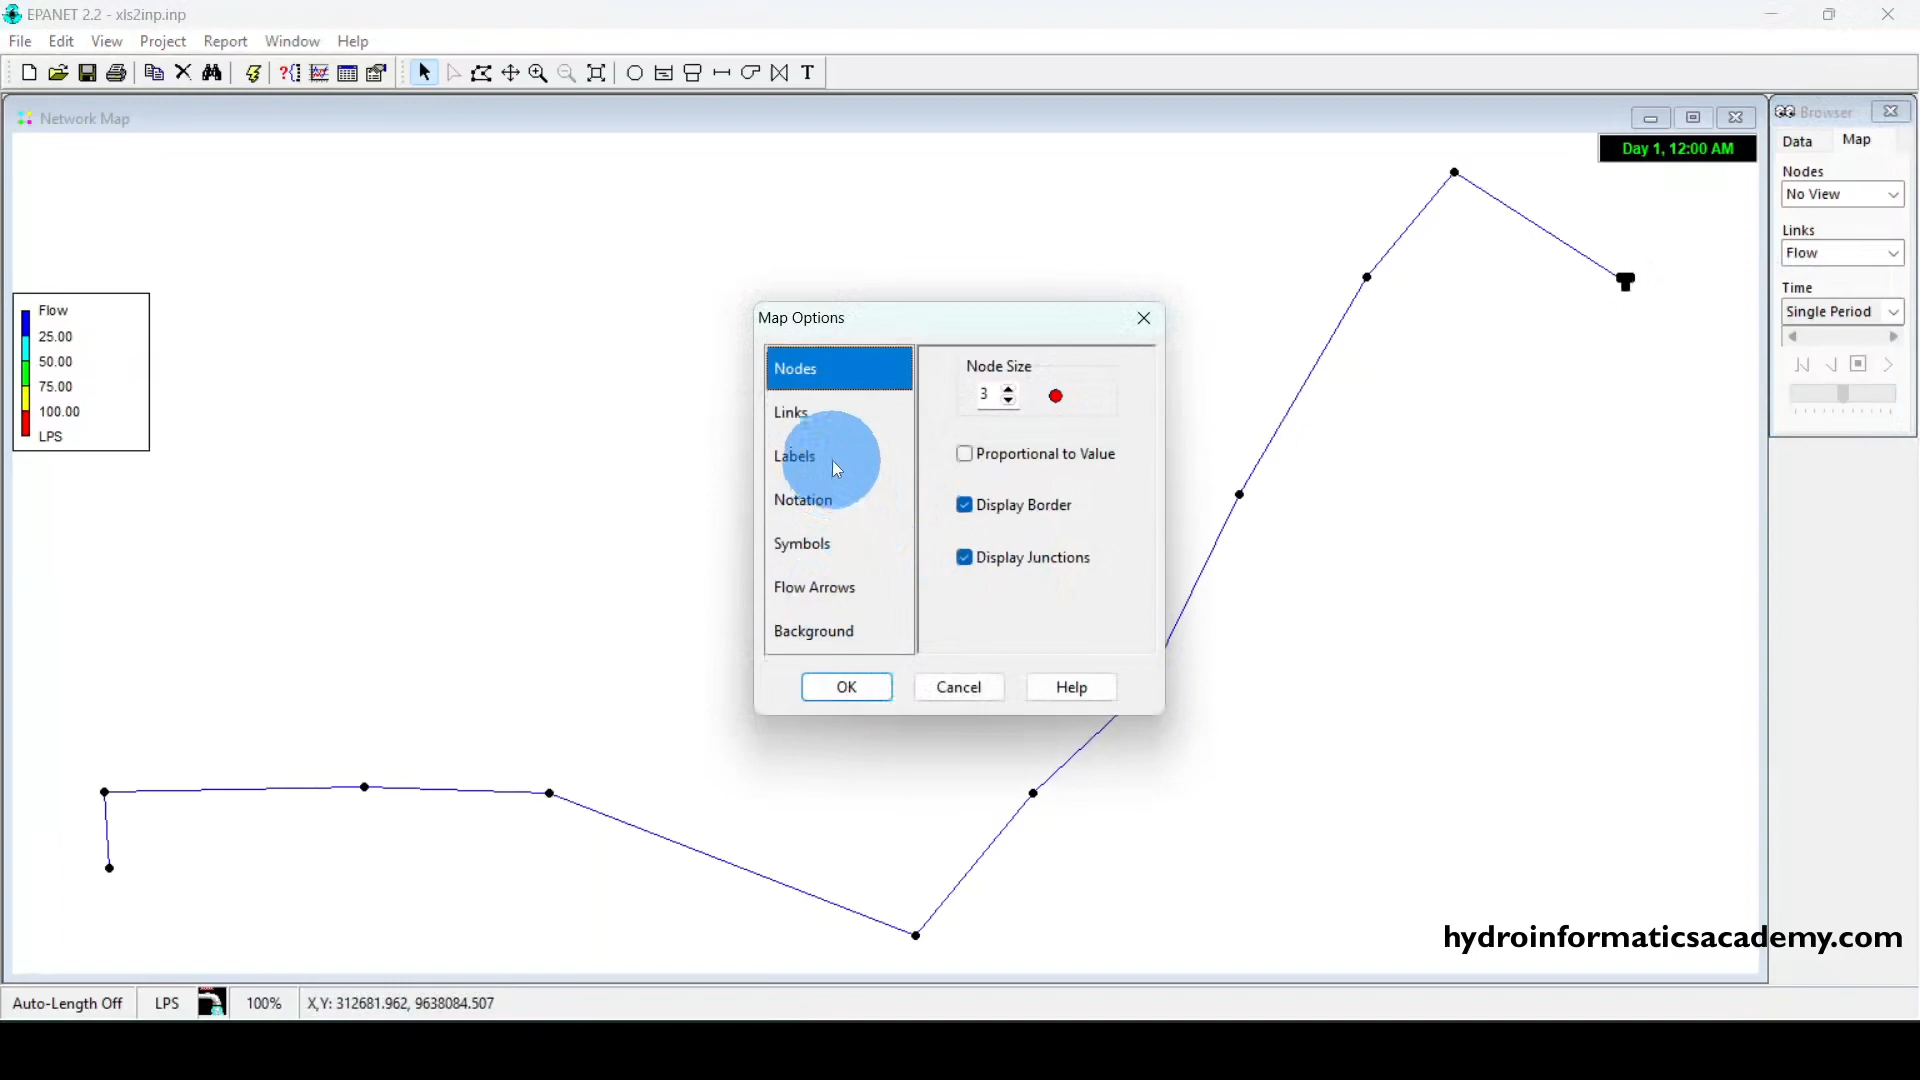 EPANET 2.2 - xls2inp.inp
File Edit View Project Report Window Help
Network Map
Browser
Day 1, 12:00 AM
Data Map
Nodes
No View
Links
Flow
Time
Single Period
Flow
25.00
50.00
75.00
100.00
LPS
Map Options
Nodes
Links
Labels
Notation
Symbols
Flow Arrows
Background
Node Size
3
Proportional to Value
Display Border
Display Junctions
OK Cancel Help
hydroinformaticsacademy.com
Auto-Length Off LPS 100% X,Y: 312681.962, 9638084.507